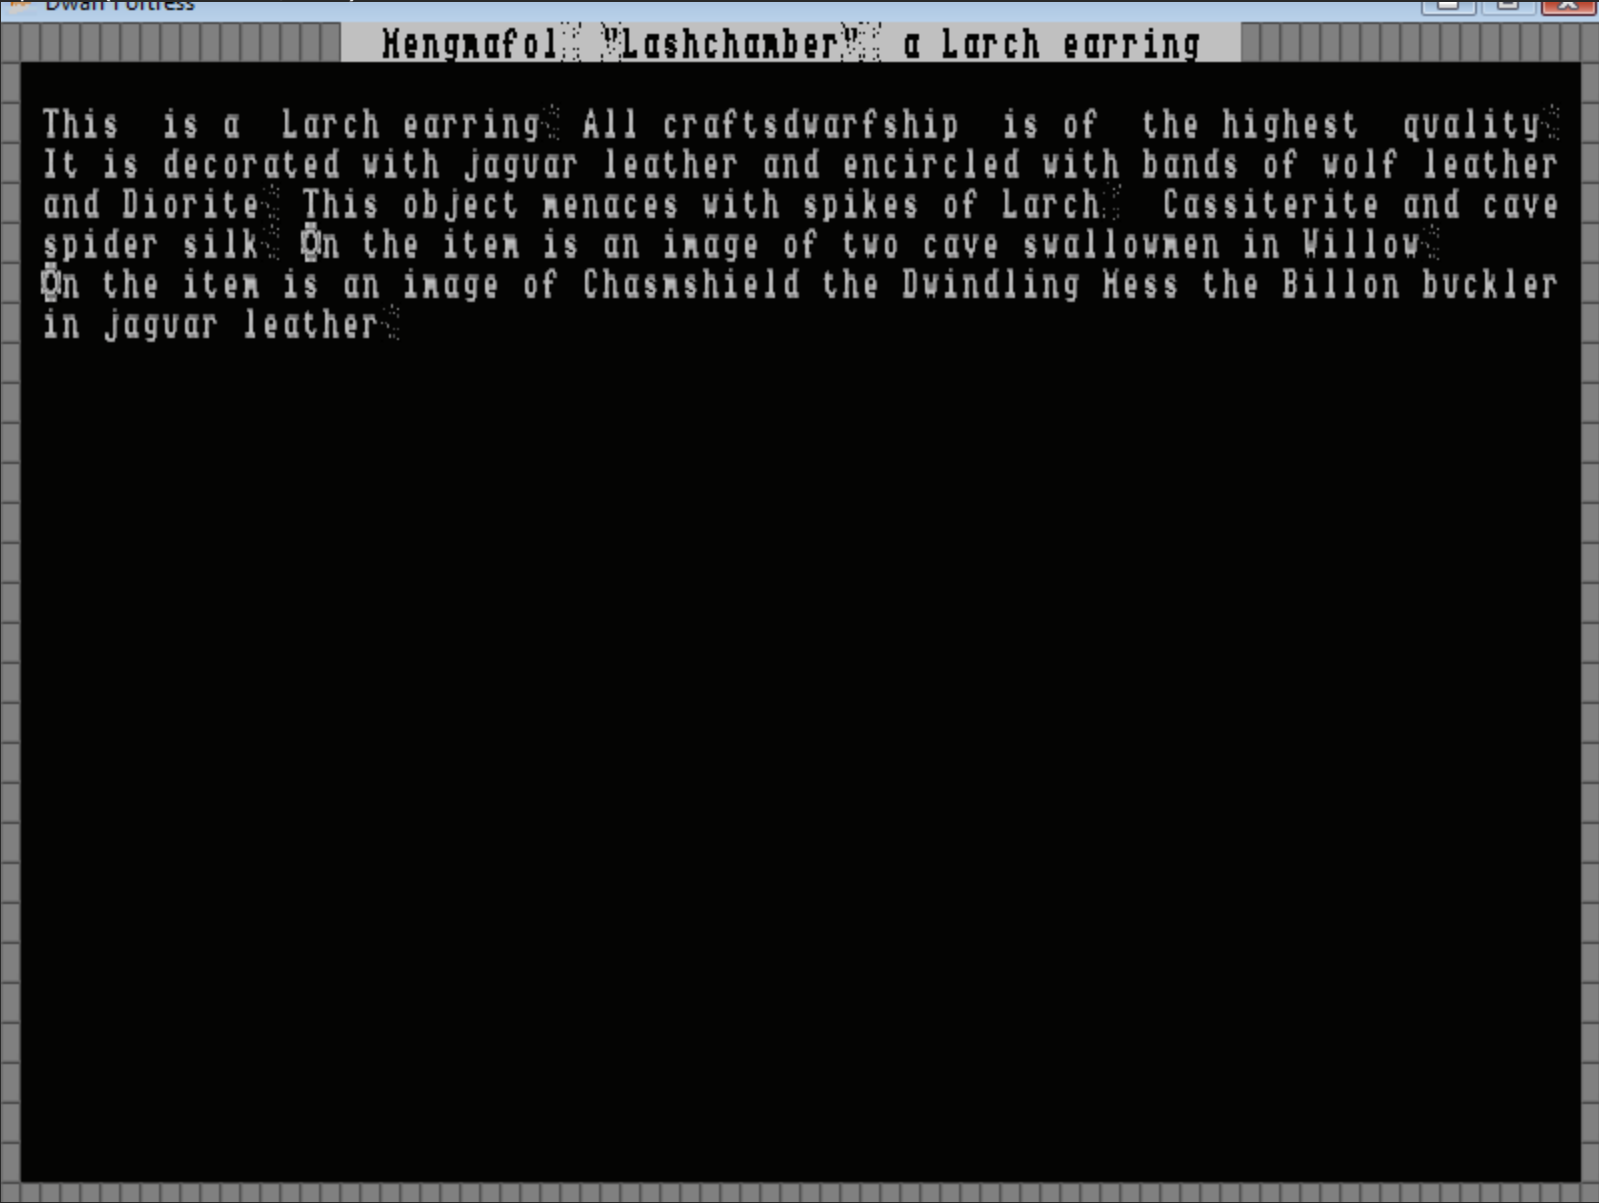 Dwarf Fortress
Mengmafol, "Lashchamber", a Larch earring
This is a Larch earring. All craftsdwarfship is of the highest quality.
It is decorated with jaguar leather and encircled with bands of wolf leather
and Diorite. This object menaces with spikes of Larch, Cassiterite and cave
spider silk. On the item is an image of two cave swallowmen in Willow.
On the item is an image of Chasmshield the Dwindling Mess the Billon buckler
in jaguar leather.